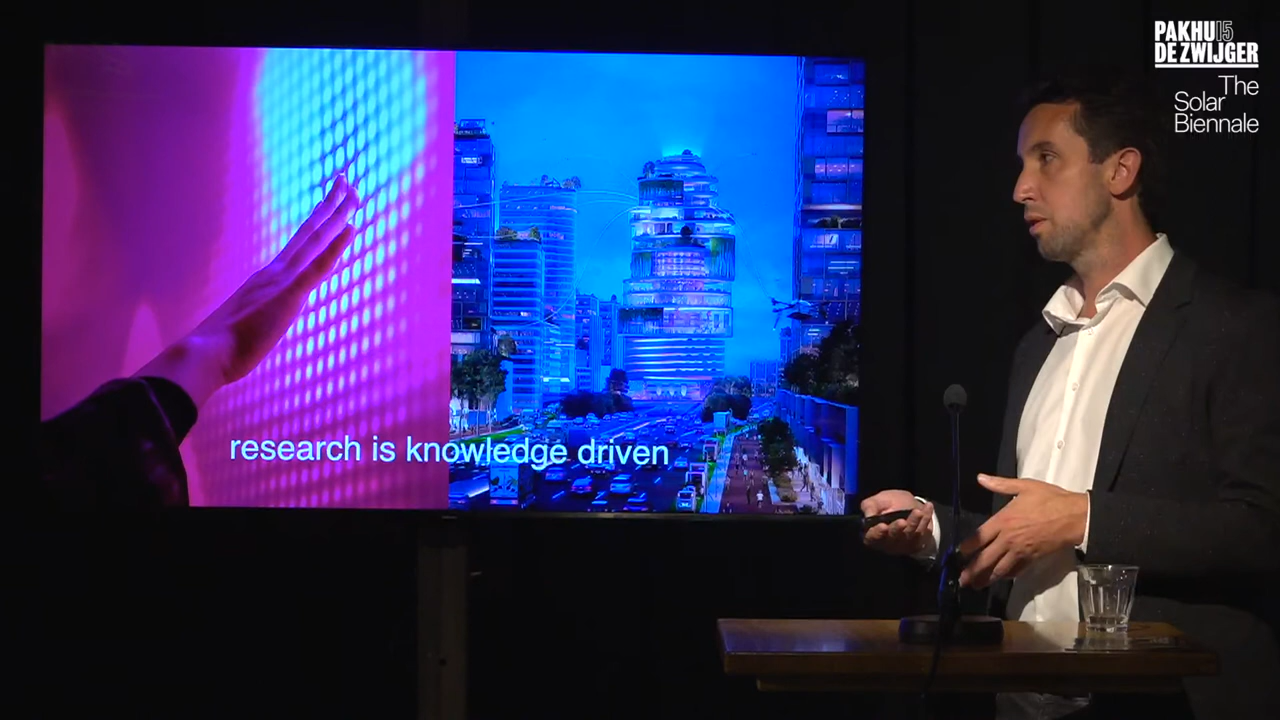 PAKHUIS
DE ZWIJGER
The
Solar
Biennale
research is knowledge driven